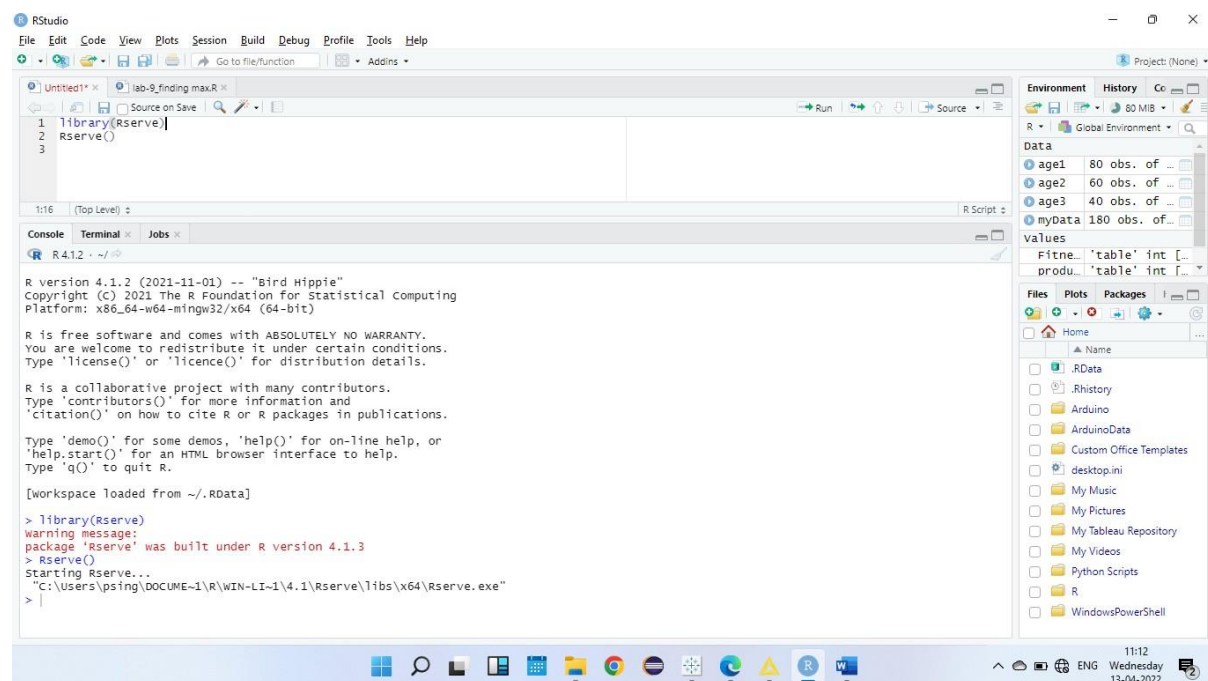 RStudio
File Edit Code View Plots Session Build Debug Profile Tools Help
Go to file/function Addins Project: (None)
Untitled1* lab-9_finding max.R
Source on Save Run Source
1 library(Rserve)
2 Rserve()
3
1:16 (Top Level) R Script
Console Terminal Jobs
R 4.1.2 · ~/
R version 4.1.2 (2021-11-01) -- "Bird Hippie"
Copyright (C) 2021 The R Foundation for Statistical Computing
Platform: x86_64-w64-mingw32/x64 (64-bit)
R is free software and comes with ABSOLUTELY NO WARRANTY.
You are welcome to redistribute it under certain conditions.
Type 'license()' or 'licence()' for distribution details.
R is a collaborative project with many contributors.
Type 'contributors()' for more information and
'citation()' on how to cite R or R packages in publications.
Type 'demo()' for some demos, 'help()' for on-line help, or
'help.start()' for an HTML browser interface to help.
Type 'q()' to quit R.
[Workspace loaded from ~/.RData]
> library(Rserve)
Warning message:
package 'Rserve' was built under R version 4.1.3
> Rserve()
Starting Rserve...
"C:\Users\psing\DOCUME~1\R\WIN-LI~1\4.1\Rserve\libs\x64\Rserve.exe"
>
Environment History Co
80 MiB
R Global Environment
Data
age1 80 obs. of …
age2 60 obs. of …
age3 40 obs. of …
myData 180 obs. of…
Values
Fitne… 'table' int […
produ… 'table' int […
Files Plots Packages
Home ...
Name
.RData
.Rhistory
Arduino
ArduinoData
Custom Office Templates
desktop.ini
My Music
My Pictures
My Tableau Repository
My Videos
Python Scripts
R
WindowsPowerShell
11:12
ENG Wednesday 2
13-04-2022